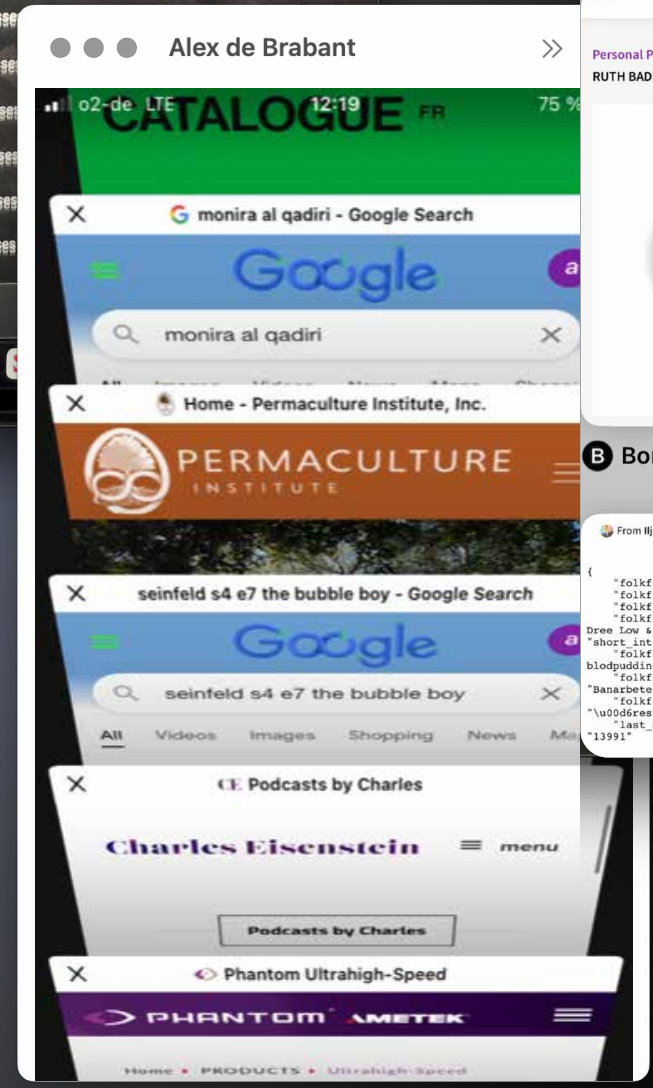 Alex de Brabant
o2-de LTE 12:19 75 %
CATALOGUE FR
monira al qadiri - Google Search
Google
a
monira al qadiri
Home - Permaculture Institute, Inc.
PERMACULTURE
INSTITUTE
seinfeld s4 e7 the bubble boy - Google Search
Google
a
seinfeld s4 e7 the bubble boy
All Videos Images Shopping News Ma
CE Podcasts by Charles
Charles Eisenstein menu
Podcasts by Charles
Phantom Ultrahigh-Speed
PHANTOM AMETEK
Home • PRODUCTS • Ultrahigh-Speed
Personal P
RUTH BAD
B Bor
From Ilj
{
"folkf
"folkf
"folkf
"folkf
Dree Low &
"short_int
"folkf
blodpuddin
"folkf
"Banarbete
"folkf
"\u00d6res
"last_
"13991"